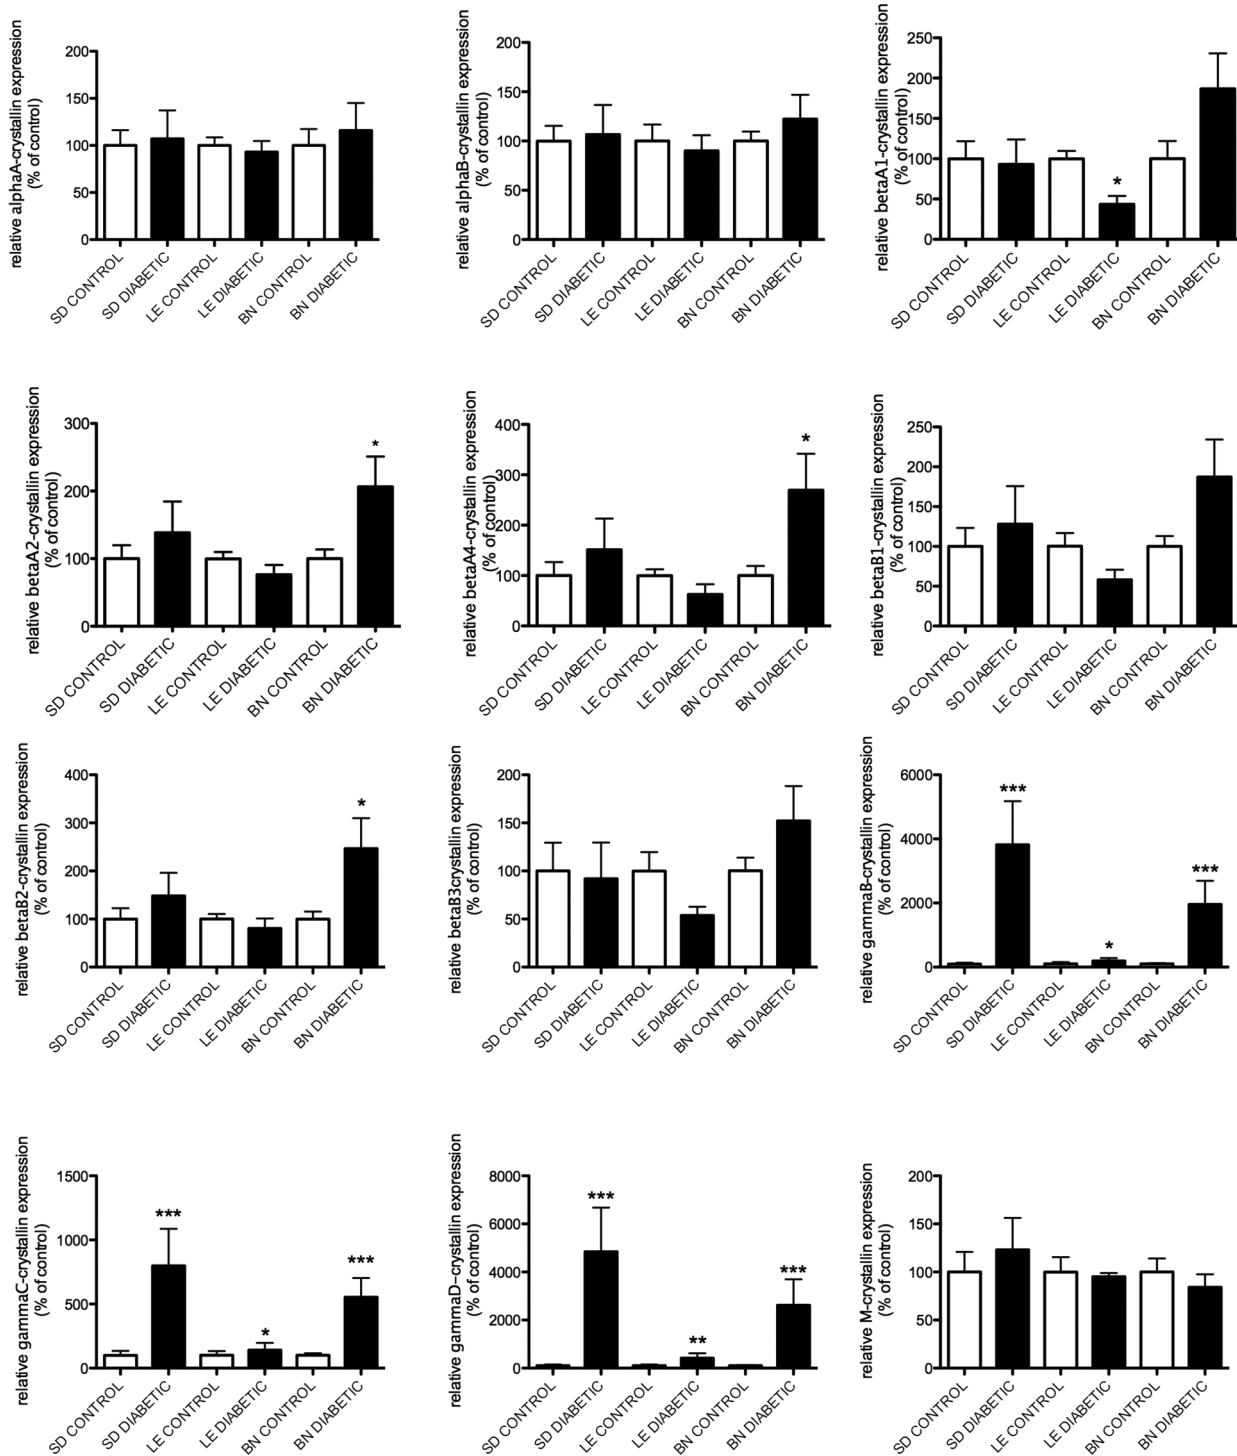 relative alphaA-crystallin expression
(% of control)
200
150
100
50
0
SD CONTROL
SD DIABETIC
LE CONTROL
LE DIABETIC
BN CONTROL
BN DIABETIC
relative alphaB-crystallin expression
(% of control)
200
150
100
50
0
SD CONTROL
SD DIABETIC
LE CONTROL
LE DIABETIC
BN CONTROL
BN DIABETIC
relative betaA1-crystallin expression
(% of control)
250
200
150
100
50
0
*
SD CONTROL
SD DIABETIC
LE CONTROL
LE DIABETIC
BN CONTROL
BN DIABETIC
relative betaA2-crystallin expression
(% of control)
300
200
100
0
*
SD CONTROL
SD DIABETIC
LE CONTROL
LE DIABETIC
BN CONTROL
BN DIABETIC
relative betaA4-crystallin expression
(% of control)
400
300
200
100
0
*
SD CONTROL
SD DIABETIC
LE CONTROL
LE DIABETIC
BN CONTROL
BN DIABETIC
relative betaB1-crystallin expression
(% of control)
250
200
150
100
50
0
SD CONTROL
SD DIABETIC
LE CONTROL
LE DIABETIC
BN CONTROL
BN DIABETIC
relative betaB2-crystallin expression
(% of control)
400
300
200
100
0
*
SD CONTROL
SD DIABETIC
LE CONTROL
LE DIABETIC
BN CONTROL
BN DIABETIC
relative betaB3crystallin expression
(% of control)
200
150
100
50
0
SD CONTROL
SD DIABETIC
LE CONTROL
LE DIABETIC
BN CONTROL
BN DIABETIC
relative gammaB-crystallin expression
(% of control)
6000
4000
2000
0
***
*
***
SD CONTROL
SD DIABETIC
LE CONTROL
LE DIABETIC
BN CONTROL
BN DIABETIC
relative gammaC-crystallin expression
(% of control)
1500
1000
500
0
***
*
***
SD CONTROL
SD DIABETIC
LE CONTROL
LE DIABETIC
BN CONTROL
BN DIABETIC
relative gammaD-crystallin expression
(% of control)
8000
6000
4000
2000
0
***
**
***
SD CONTROL
SD DIABETIC
LE CONTROL
LE DIABETIC
BN CONTROL
BN DIABETIC
relative M-crystallin expression
(% of control)
200
150
100
50
0
SD CONTROL
SD DIABETIC
LE CONTROL
LE DIABETIC
BN CONTROL
BN DIABETIC